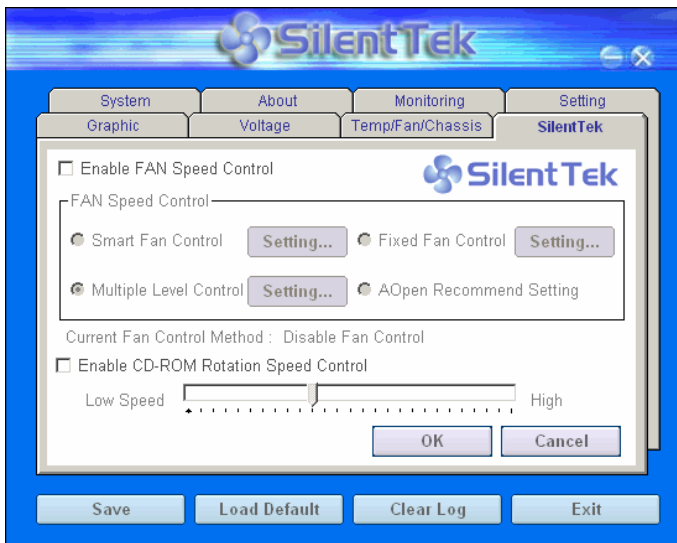 SilentTek
System About Monitoring Setting
Graphic Voltage Temp/Fan/Chassis SilentTek
Enable FAN Speed Control
SilentTek
FAN Speed Control
Smart Fan Control Setting... Fixed Fan Control Setting...
Multiple Level Control Setting... AOpen Recommend Setting
Current Fan Control Method : Disable Fan Control
Enable CD-ROM Rotation Speed Control
Low Speed High
OK Cancel
Save Load Default Clear Log Exit